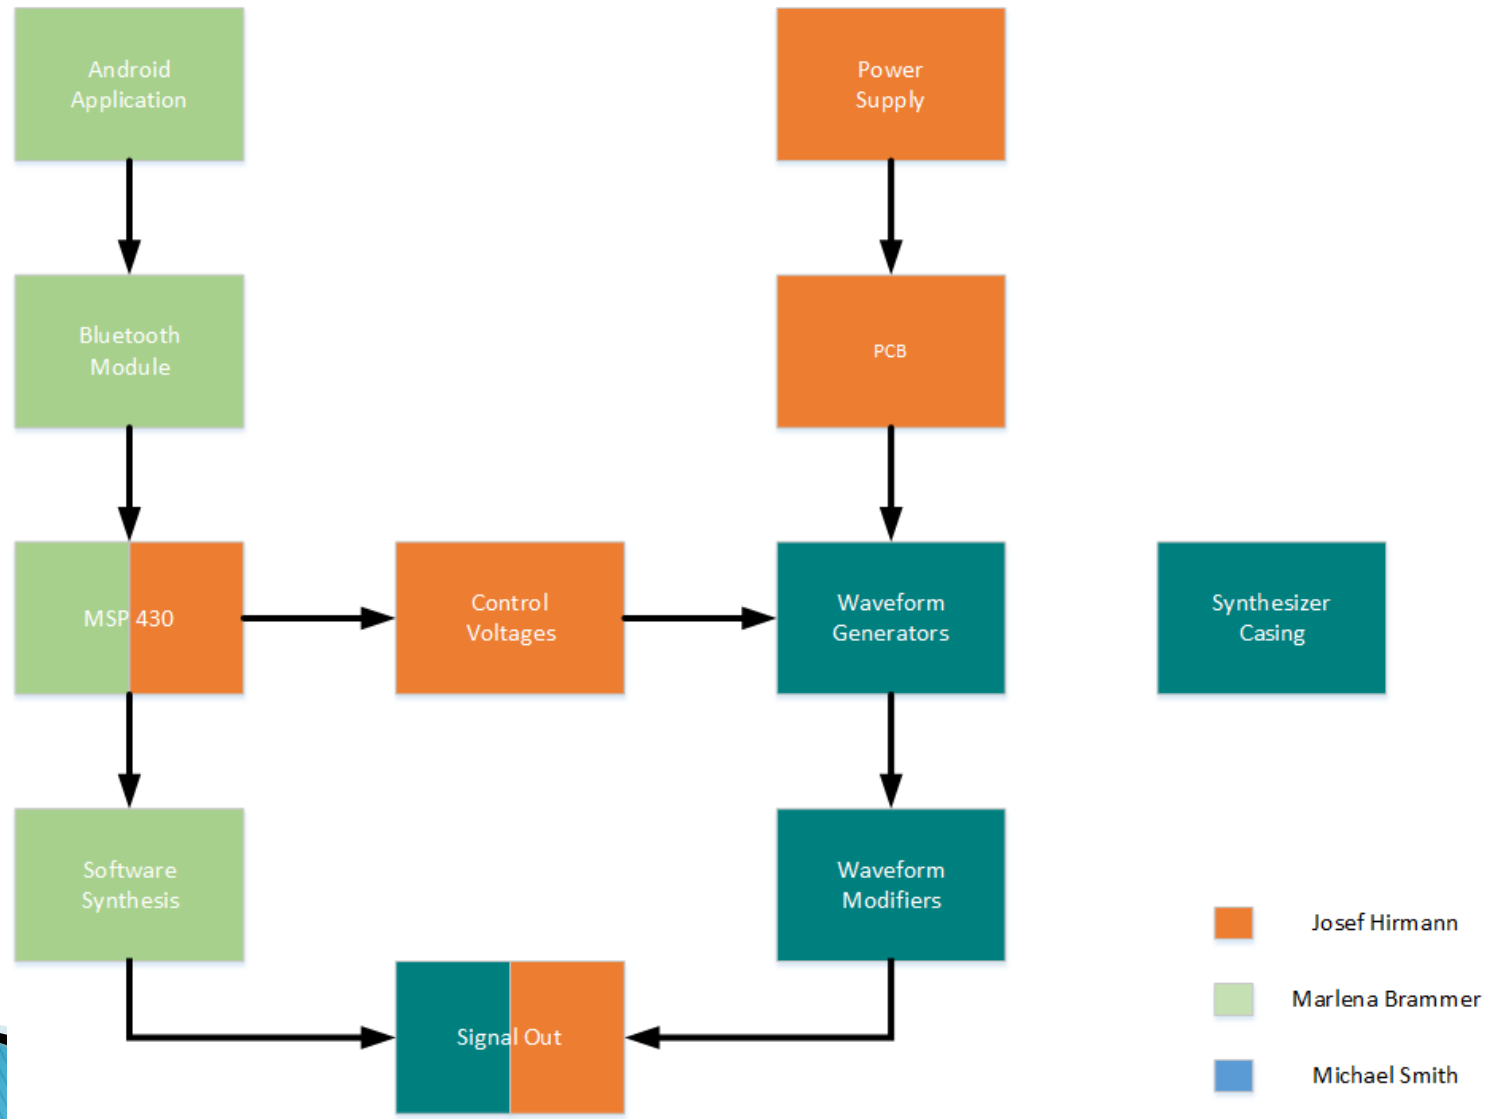 Android
Application
Power
Supply
Bluetooth
Module
PCB
MSP 430
Control
Voltages
Waveform
Generators
Synthesizer
Casing
Software
Synthesis
Waveform
Modifiers
Signal Out
Josef Hirmann
Marlena Brammer
Michael Smith